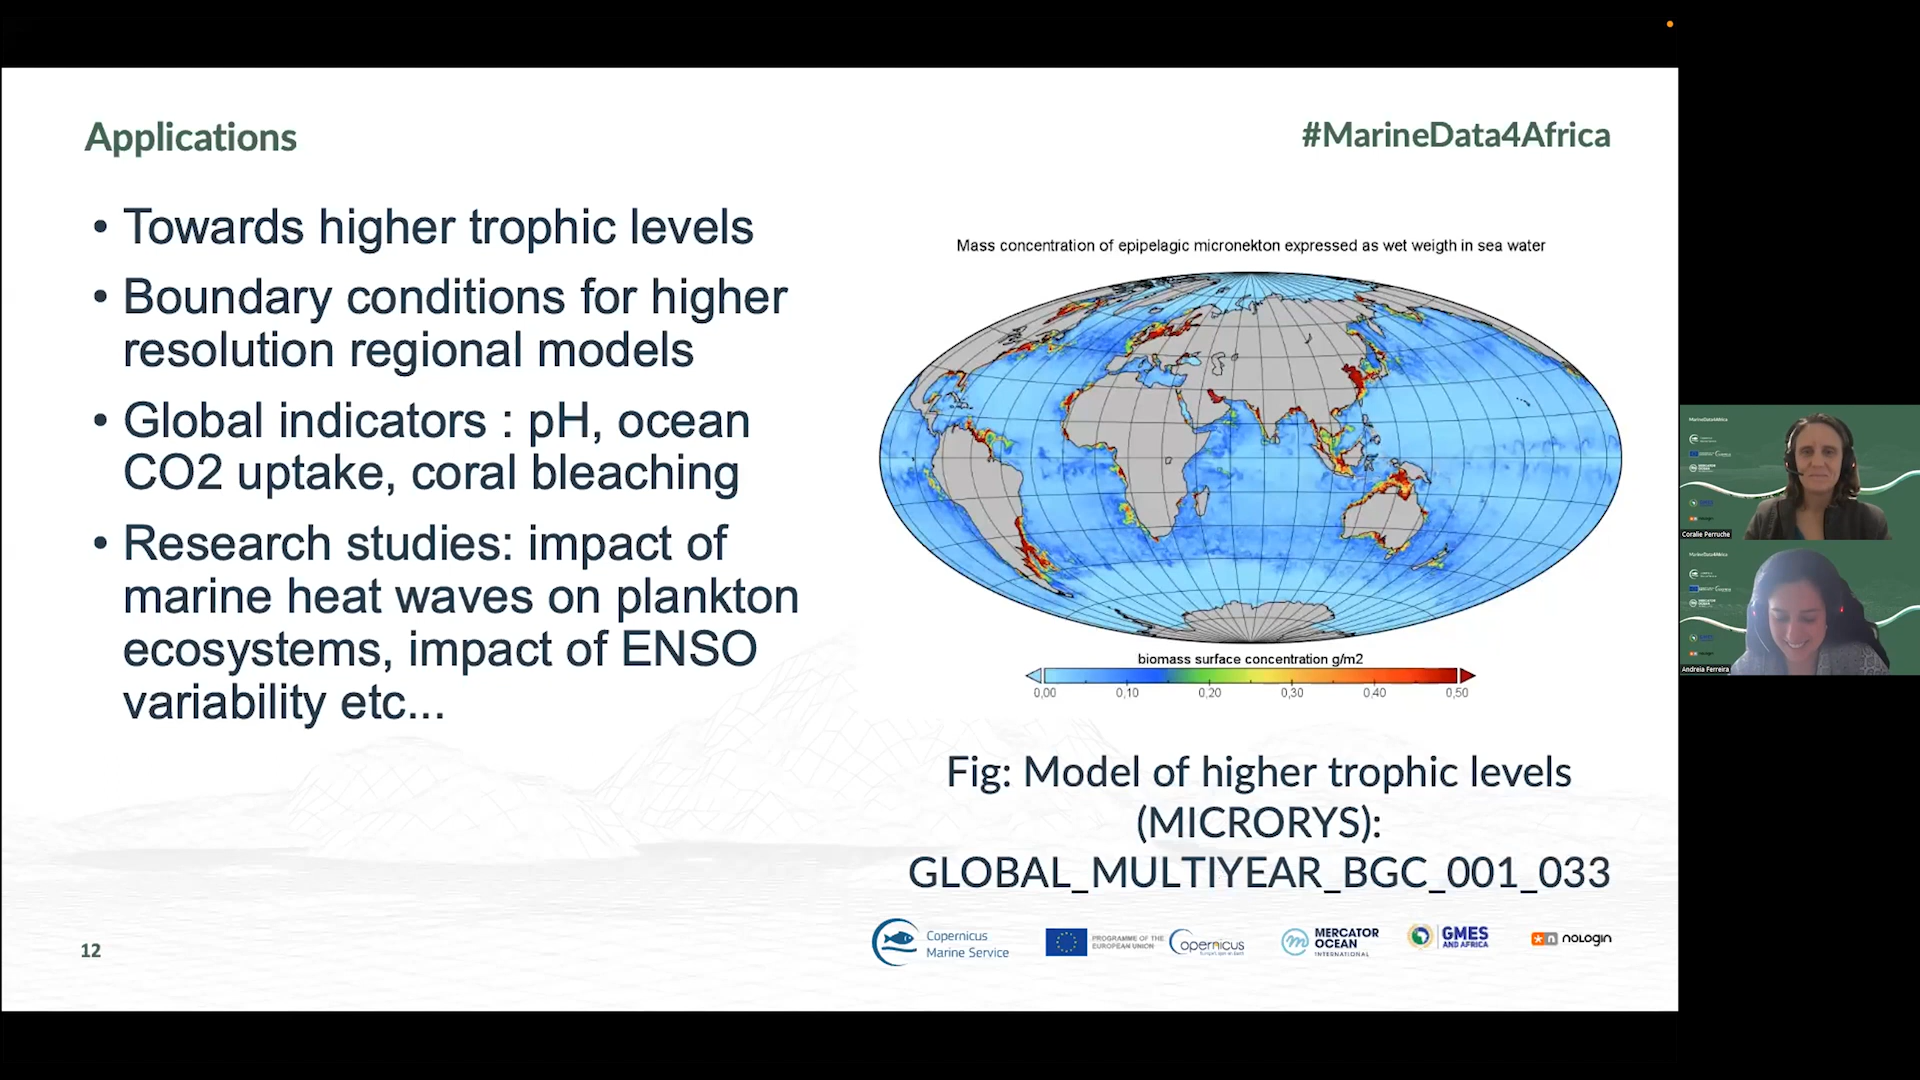 Applications
#MarineData4Africa
• Towards higher trophic levels
• Boundary conditions for higher
resolution regional models
• Global indicators : pH, ocean
CO2 uptake, coral bleaching
• Research studies: impact of
marine heat waves on plankton
ecosystems, impact of ENSO
variability etc...
Mass concentration of epipelagic micronekton expressed as wet weigth in sea water
biomass surface concentration g/m2
0,00 0,10 0,20 0,30 0,40 0,50
Fig: Model of higher trophic levels
(MICRORYS):
GLOBAL_MULTIYEAR_BGC_001_033
12
Copernicus
Marine Service
PROGRAMME OF THE
EUROPEAN UNION
opernicus
MERCATOR
OCEAN
INTERNATIONAL
GMES
AND AFRICA
nologin
MarineData4Africa
Coralie Perruche
MarineData4Africa
Andreia Ferreira